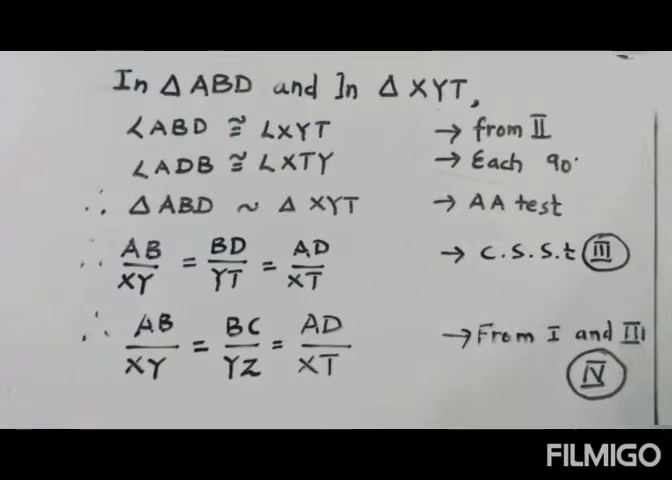 In △ ABD and In △ XYT,
∠ABD ≅ ∠XYT → from II
∠ADB ≅ ∠XTY → Each 90°
∴ △ ABD ~ △ XYT → AA test
∴ AB/XY = BD/YT = AD/XT → C.S.S.t III
∴ AB/XY = BC/YZ = AD/XT → From I and III
IV
FILMIGO